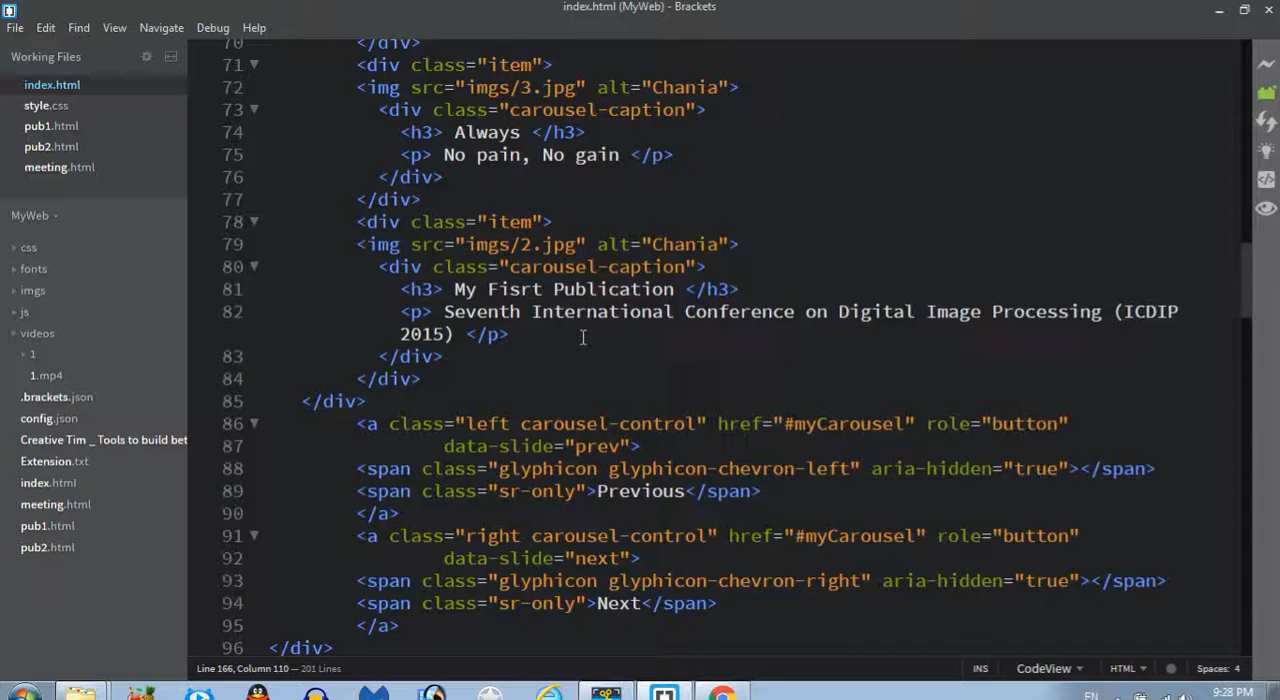 index.html (MyWeb) - Brackets
File Edit Find View Navigate Debug Help
Working Files
index.html
style.css
pub1.html
pub2.html
meeting.html
MyWeb
css
fonts
imgs
js
videos
1
1.mp4
.brackets.json
config.json
Creative Tim _ Tools to build bet
Extension.txt
index.html
meeting.html
pub1.html
pub2.html
70 </div>
71 <div class="item">
72 <img src="imgs/3.jpg" alt="Chania">
73 <div class="carousel-caption">
74 <h3> Always </h3>
75 <p> No pain, No gain </p>
76 </div>
77 </div>
78 <div class="item">
79 <img src="imgs/2.jpg" alt="Chania">
80 <div class="carousel-caption">
81 <h3> My Fisrt Publication </h3>
82 <p> Seventh International Conference on Digital Image Processing (ICDIP
2015) </p>
83 </div>
84 </div>
85 </div>
86 <a class="left carousel-control" href="#myCarousel" role="button"
87 data-slide="prev">
88 <span class="glyphicon glyphicon-chevron-left" aria-hidden="true"></span>
89 <span class="sr-only">Previous</span>
90 </a>
91 <a class="right carousel-control" href="#myCarousel" role="button"
92 data-slide="next">
93 <span class="glyphicon glyphicon-chevron-right" aria-hidden="true"></span>
94 <span class="sr-only">Next</span>
95 </a>
96 </div>
Line 166, Column 110 — 201 Lines
INS CodeView HTML Spaces: 4
EN 9:28 PM